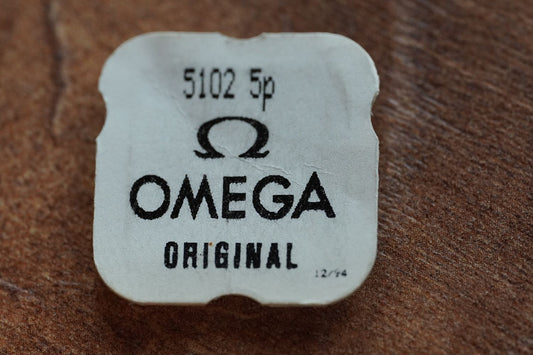 5102 5p
Ω
OMEGA
ORIGINAL
12/94